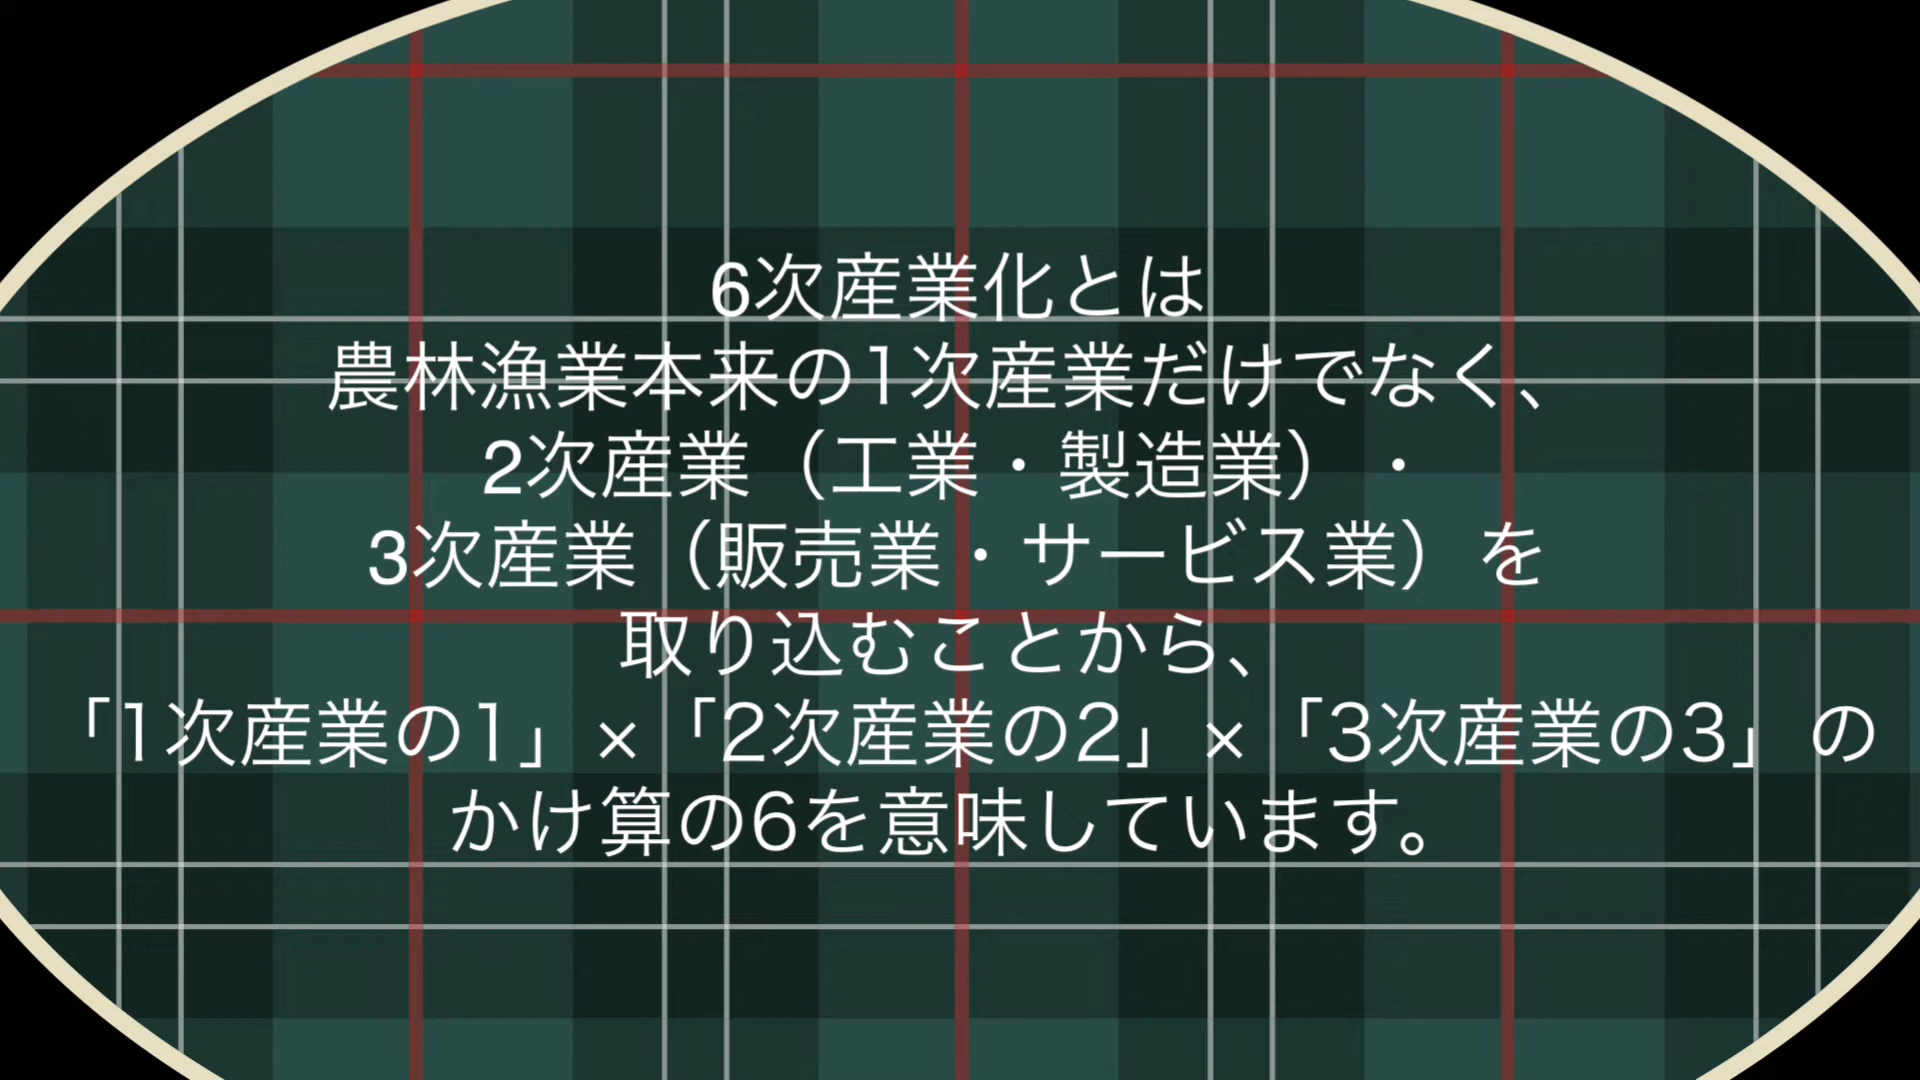 6次産業化とは
農林漁業本来の1次産業だけでなく、
2次産業（工業・製造業）・
3次産業（販売業・サービス業）を
取り込むことから、
「1次産業の1」×「2次産業の2」×「3次産業の3」の
かけ算の6を意味しています。